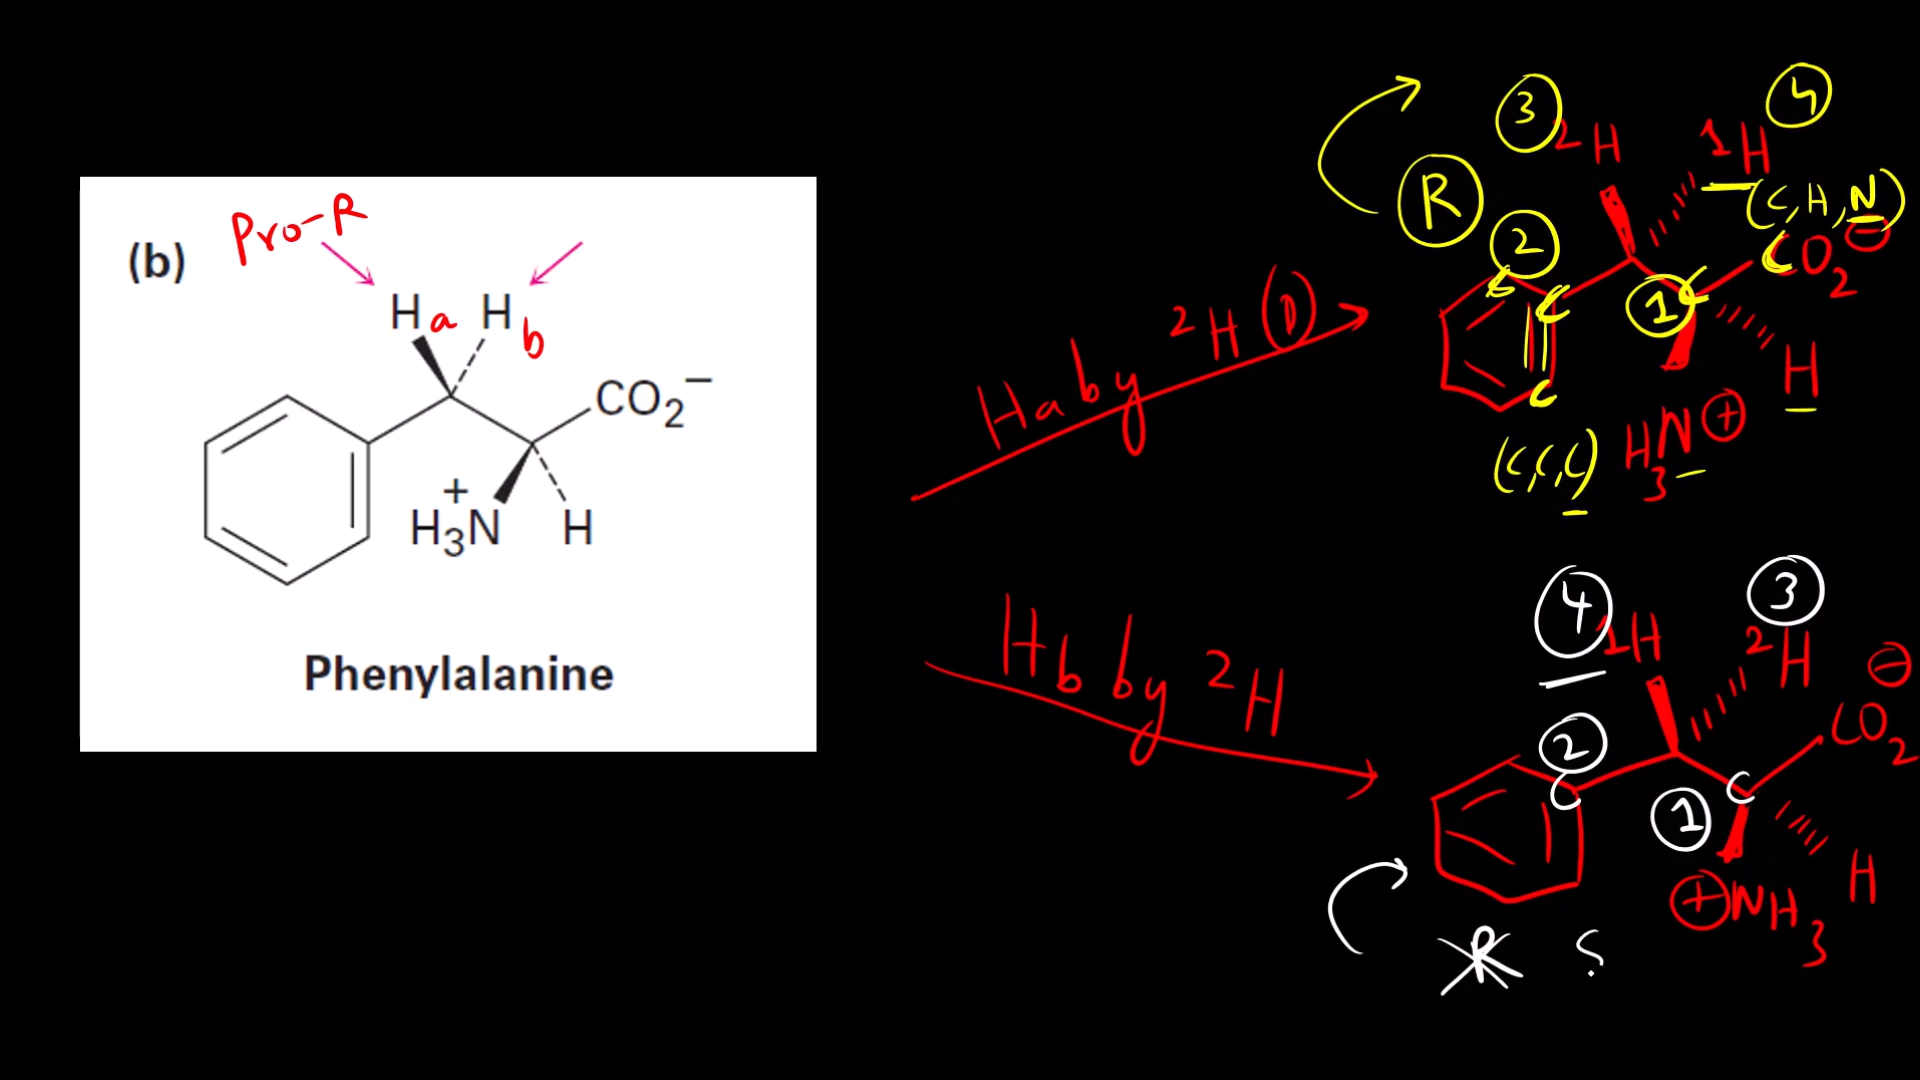 (b)
Pro-R
Ha Hb
CO2−
+
H3N H
Phenylalanine
Ha by 2H (D)
3 2H 1H 4
R
2
(C, H, N)
C C C CO2 ⊖
1
C
H
(C, C, C)
H3N ⊕
Hb by 2H
4 1H 3 2H
⊖
2 CO2
C C
1
H
⊕NH3
R S